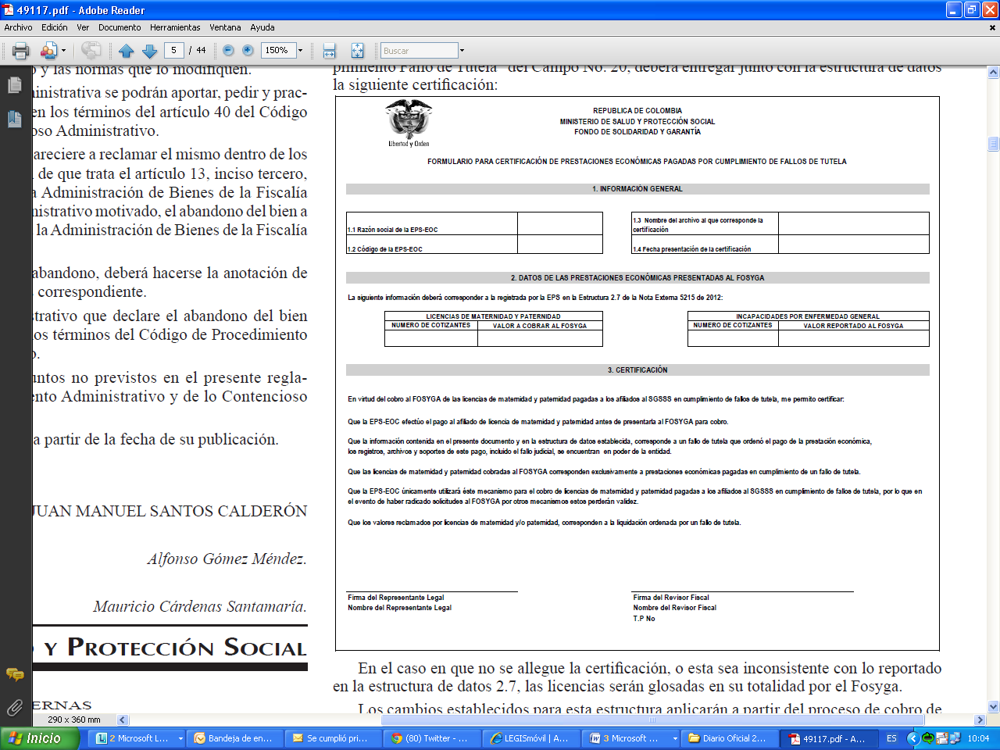 49117.pdf - Adobe Reader
Archivo Edición Ver Documento Herramientas Ventana Ayuda
5 / 44 150% Buscar
o y las normas que lo modifiquen.
ninistrativa se podrán aportar, pedir y prac-
en los términos del artículo 40 del Código
oso Administrativo.
areciere a reclamar el mismo dentro de los
de que trata el artículo 13, inciso tercero,
a Administración de Bienes de la Fiscalía
nistrativo motivado, el abandono del bien a
la Administración de Bienes de la Fiscalía
abandono, deberá hacerse la anotación de
correspondiente.
strativo que declare el abandono del bien
los términos del Código de Procedimiento
o.
untos no previstos en el presente regla-
ento Administrativo y de lo Contencioso
a partir de la fecha de su publicación.
JUAN MANUEL SANTOS CALDERÓN
Alfonso Gómez Méndez.
Mauricio Cárdenas Santamaría.
Y PROTECCIÓN SOCIAL
ERNAS
plimiento Fallo de Tutela" del Campo No. 20, deberá entregar junto con la estructura de datos
la siguiente certificación:
Libertad y Orden
REPUBLICA DE COLOMBIA
MINISTERIO DE SALUD Y PROTECCIÓN SOCIAL
FONDO DE SOLIDARIDAD Y GARANTÍA
FORMULARIO PARA CERTIFICACIÓN DE PRESTACIONES ECONÓMICAS PAGADAS POR CUMPLIMIENTO DE FALLOS DE TUTELA
1. INFORMACIÓN GENERAL
1.1 Razón social de la EPS-EOC
1.2 Código de la EPS-EOC
1.3 Nombre del archivo al que corresponde la
certificación
1.4 Fecha presentación de la certificación
2. DATOS DE LAS PRESTACIONES ECONÓMICAS PRESENTADAS AL FOSYGA
La siguiente información deberá corresponder a la registrada por la EPS en la Estructura 2.7 de la Nota Externa 5215 de 2012:
LICENCIAS DE MATERNIDAD Y PATERNIDAD
NUMERO DE COTIZANTES VALOR A COBRAR AL FOSYGA
INCAPACIDADES POR ENFERMEDAD GENERAL
NUMERO DE COTIZANTES VALOR REPORTADO AL FOSYGA
3. CERTIFICACIÓN
En virtud del cobro al FOSYGA de las licencias de maternidad y paternidad pagadas a los afiliados al SGSSS en cumplimiento de fallos de tutela, me permito certificar:
Que la EPS-EOC efectúo el pago al afiliado de licencia de maternidad y paternidad antes de presentarla al FOSYGA para cobro.
Que la información contenida en el presente documento y en la estructura de datos establecida, corresponde a un fallo de tutela que ordenó el pago de la prestación económica,
los registros, archivos y soportes de este pago, incluido el fallo judicial, se encuentran en poder de la entidad.
Que las licencias de maternidad y paternidad cobradas al FOSYGA corresponden exclusivamente a prestaciones económicas pagadas en cumplimiento de un fallo de tutela.
Que la EPS-EOC únicamente utilizará éste mecanismo para el cobro de licencias de maternidad y paternidad pagadas a los afiliados al SGSSS en cumplimiento de fallos de tutela, por lo que en
el evento de haber radicado solicitudes al FOSYGA por otros mecanismos estos perderán validez.
Que los valores reclamados por licencias de maternidad y/o paternidad, corresponden a la liquidación ordenada por un fallo de tutela.
Firma del Representante Legal
Nombre del Representante Legal
Firma del Revisor Fiscal
Nombre del Revisor Fiscal
T.P No
En el caso en que no se allegue la certificación, o esta sea inconsistente con lo reportado
en la estructura de datos 2.7, las licencias serán glosadas en su totalidad por el Fosyga.
Los cambios establecidos para esta estructura aplicarán a partir del proceso de cobro de
290 x 360 mm
Inicio 2 Microsoft L... Bandeja de en... Se cumplió pri... (80) Twitter - ... LEGISmóvil | A... 3 Microsoft ... Diario Oficial 2... 49117.pdf - A... ES 10:04